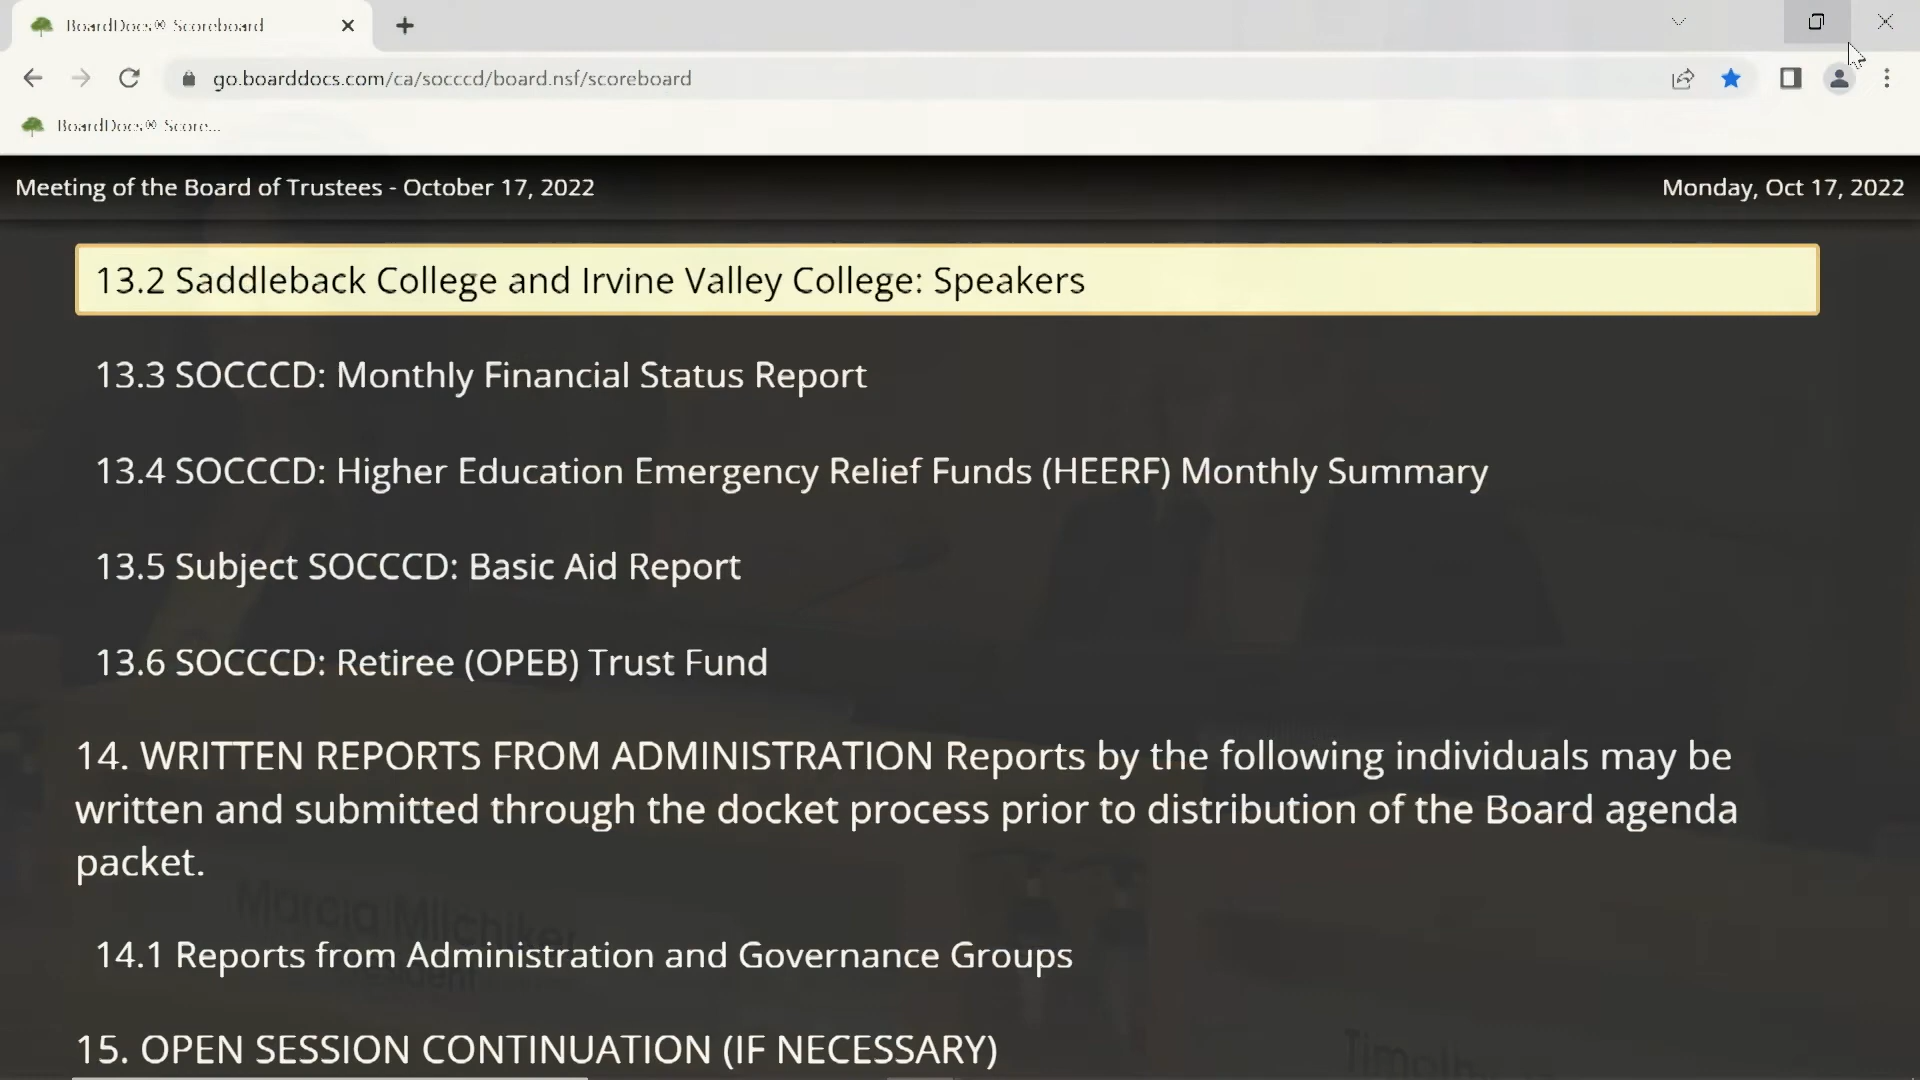 BoardDocs® Scoreboard
go.boarddocs.com/ca/socccd/board.nsf/scoreboard
BoardDocs® Score...
Meeting of the Board of Trustees - October 17, 2022
Monday, Oct 17, 2022
13.2 Saddleback College and Irvine Valley College: Speakers
13.3 SOCCCD: Monthly Financial Status Report
13.4 SOCCCD: Higher Education Emergency Relief Funds (HEERF) Monthly Summary
13.5 Subject SOCCCD: Basic Aid Report
13.6 SOCCCD: Retiree (OPEB) Trust Fund
14. WRITTEN REPORTS FROM ADMINISTRATION Reports by the following individuals may be
written and submitted through the docket process prior to distribution of the Board agenda
packet.
Marcia Milchiker
14.1 Reports from Administration and Governance Groups
15. OPEN SESSION CONTINUATION (IF NECESSARY)